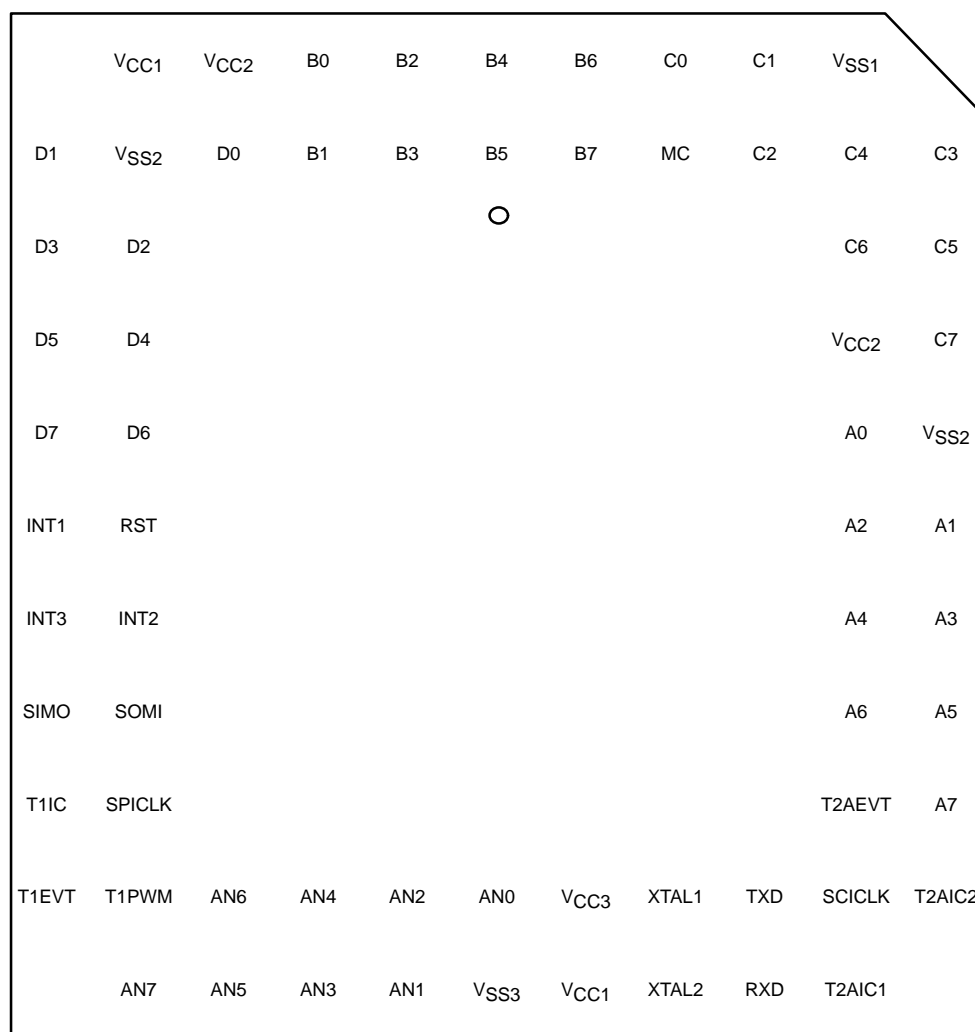 VCC1 VCC2 B0 B2 B4 B6 C0 C1 VSS1
D1 VSS2 D0 B1 B3 B5 B7 MC C2 C4 C3
D3 D2 C6 C5
D5 D4 VCC2 C7
D7 D6 A0 VSS2
INT1 RST A2 A1
INT3 INT2 A4 A3
SIMO SOMI A6 A5
T1IC SPICLK T2AEVT A7
T1EVT T1PWM AN6 AN4 AN2 AN0 VCC3 XTAL1 TXD SCICLK T2AIC2
AN7 AN5 AN3 AN1 VSS3 VCC1 XTAL2 RXD T2AIC1